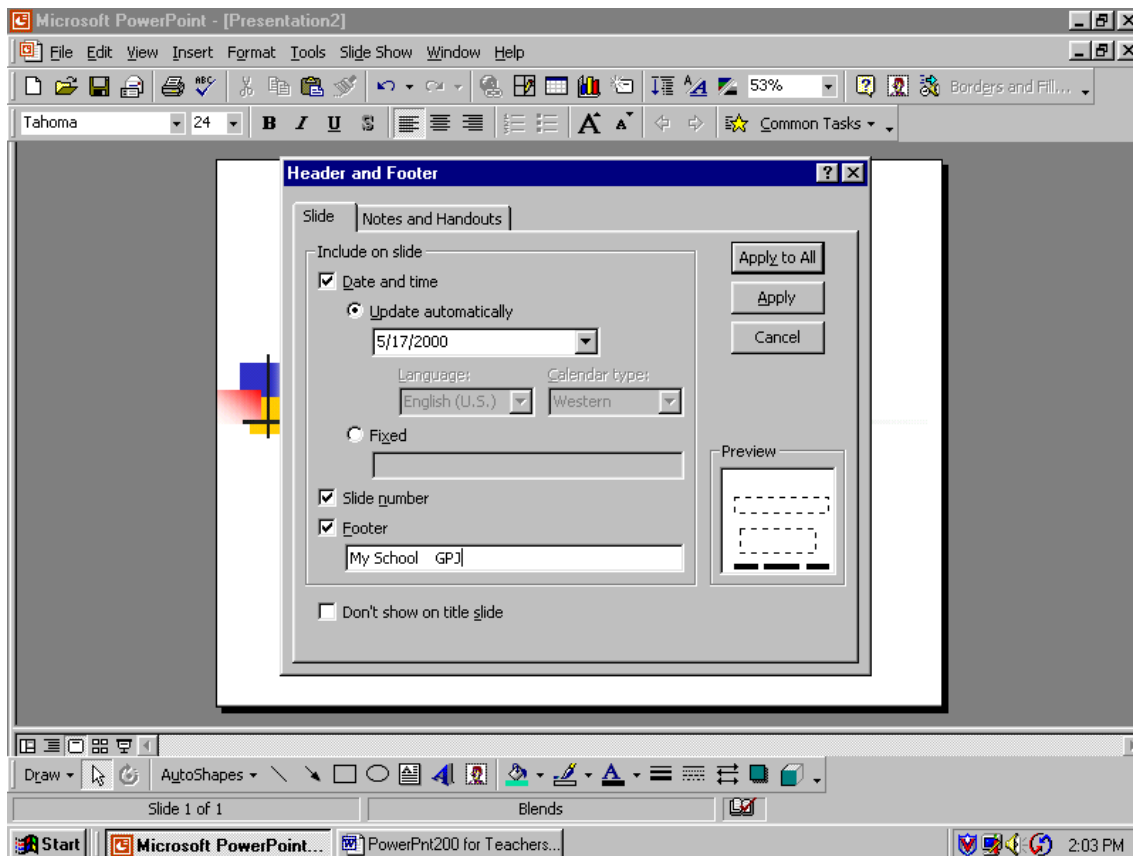 Microsoft PowerPoint - [Presentation2]
File Edit View Insert Format Tools Slide Show Window Help
ABC 53% Borders and Fill...
Tahoma 24 B I U S A A Common Tasks
Header and Footer
Slide Notes and Handouts
Include on slide
Apply to All
Date and time
Apply
Update automatically
5/17/2000
Cancel
Language: Calendar type:
English (U.S.) Western
Fixed
Preview
Slide number
Footer
My School GPJ
Don't show on title slide
Draw AutoShapes A A
Slide 1 of 1 Blends
Start Microsoft PowerPoint... PowerPnt200 for Teachers... 2:03 PM